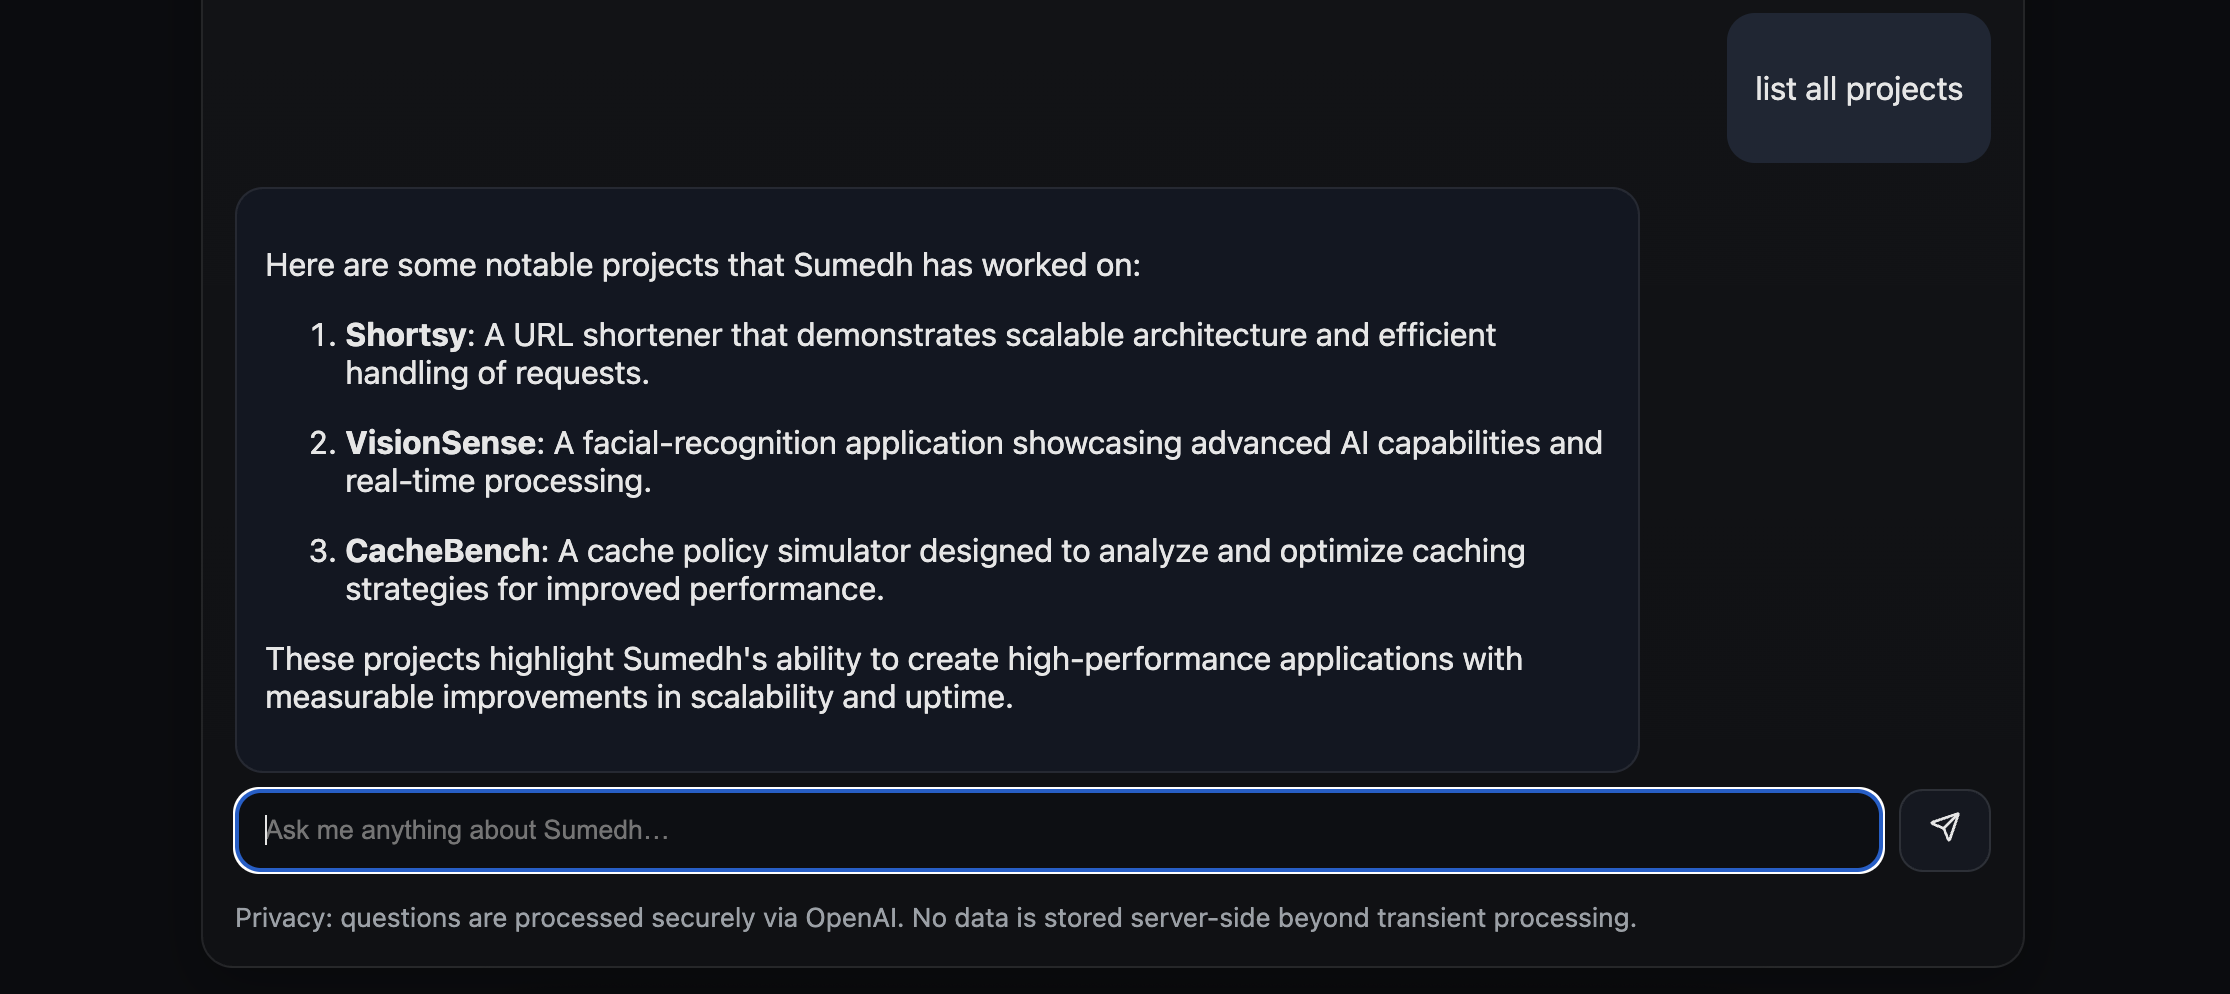 list all projects
Here are some notable projects that Sumedh has worked on:
1. Shortsy: A URL shortener that demonstrates scalable architecture and efficient
handling of requests.
2. VisionSense: A facial-recognition application showcasing advanced AI capabilities and
real-time processing.
3. CacheBench: A cache policy simulator designed to analyze and optimize caching
strategies for improved performance.
These projects highlight Sumedh's ability to create high-performance applications with
measurable improvements in scalability and uptime.
Ask me anything about Sumedh…
Privacy: questions are processed securely via OpenAI. No data is stored server-side beyond transient processing.